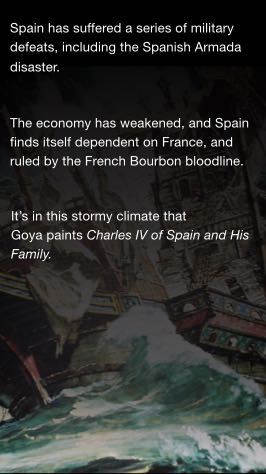 Spain has suffered a series of military
defeats, including the Spanish Armada
disaster.
The economy has weakened, and Spain
finds itself dependent on France, and
ruled by the French Bourbon bloodline.
It’s in this stormy climate that
Goya paints Charles IV of Spain and His
Family.